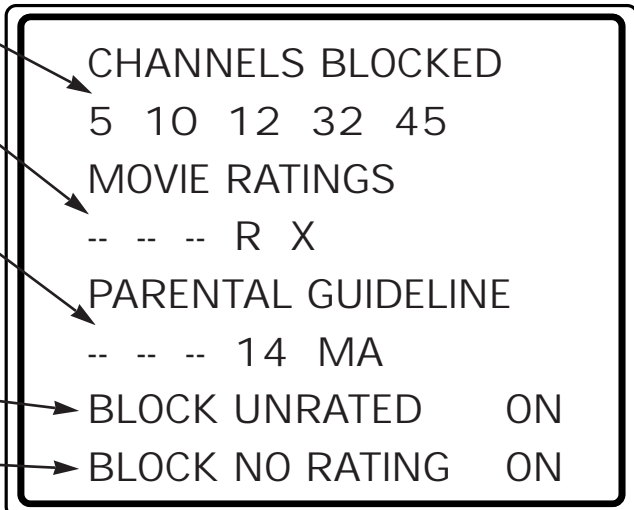 CHANNELS BLOCKED
5 10 12 32 45
MOVIE RATINGS
-- -- -- R X
PARENTAL GUIDELINE
-- -- -- 14 MA
BLOCK UNRATED ON
BLOCK NO RATING ON